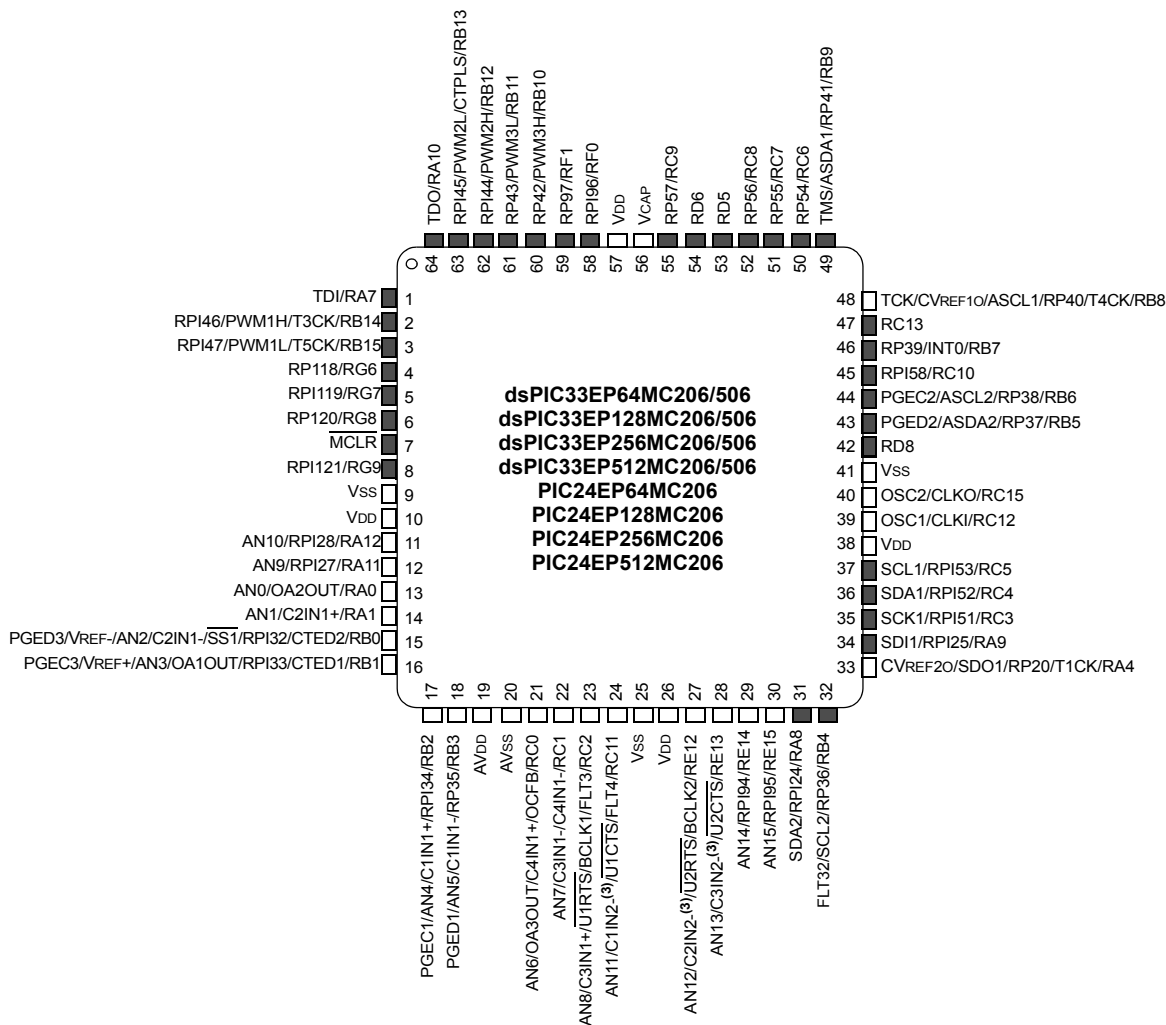 TDO/RA10
RPI45/PWM2L/CTPLS/RB13
RPI44/PWM2H/RB12
RP43/PWM3L/RB11
RP42/PWM3H/RB10
RP97/RF1
RPI96/RF0
VDD
VCAP
RP57/RC9
RD6
RD5
RP56/RC8
RP55/RC7
RP54/RC6
TMS/ASDA1/RP41/RB9
64
63
62
61
60
59
58
57
56
55
54
53
52
51
50
49
TDI/RA7 1
RPI46/PWM1H/T3CK/RB14 2
RPI47/PWM1L/T5CK/RB15 3
RP118/RG6 4
RPI119/RG7 5
RP120/RG8 6
MCLR 7
RPI121/RG9 8
VSS 9
VDD 10
AN10/RPI28/RA12 11
AN9/RPI27/RA11 12
AN0/OA2OUT/RA0 13
AN1/C2IN1+/RA1 14
PGED3/VREF-/AN2/C2IN1-/SS1/RPI32/CTED2/RB0 15
PGEC3/VREF+/AN3/OA1OUT/RPI33/CTED1/RB1 16
dsPIC33EP64MC206/506
dsPIC33EP128MC206/506
dsPIC33EP256MC206/506
dsPIC33EP512MC206/506
PIC24EP64MC206
PIC24EP128MC206
PIC24EP256MC206
PIC24EP512MC206
48 TCK/CVREF1O/ASCL1/RP40/T4CK/RB8
47 RC13
46 RP39/INT0/RB7
45 RPI58/RC10
44 PGEC2/ASCL2/RP38/RB6
43 PGED2/ASDA2/RP37/RB5
42 RD8
41 VSS
40 OSC2/CLKO/RC15
39 OSC1/CLKI/RC12
38 VDD
37 SCL1/RPI53/RC5
36 SDA1/RPI52/RC4
35 SCK1/RPI51/RC3
34 SDI1/RPI25/RA9
33 CVREF2O/SDO1/RP20/T1CK/RA4
17
18
19
20
21
22
23
24
25
26
27
28
29
30
31
32
PGEC1/AN4/C1IN1+/RPI34/RB2
PGED1/AN5/C1IN1-/RP35/RB3
AVDD
AVSS
AN6/OA3OUT/C4IN1+/OCFB/RC0
AN7/C3IN1-/C4IN1-/RC1
AN8/C3IN1+/U1RTS/BCLK1/FLT3/RC2
AN11/C1IN2-(3)/U1CTS/FLT4/RC11
VSS
VDD
AN12/C2IN2-(3)/U2RTS/BCLK2/RE12
AN13/C3IN2-(3)/U2CTS/RE13
AN14/RPI94/RE14
AN15/RPI95/RE15
SDA2/RPI24/RA8
FLT32/SCL2/RP36/RB4